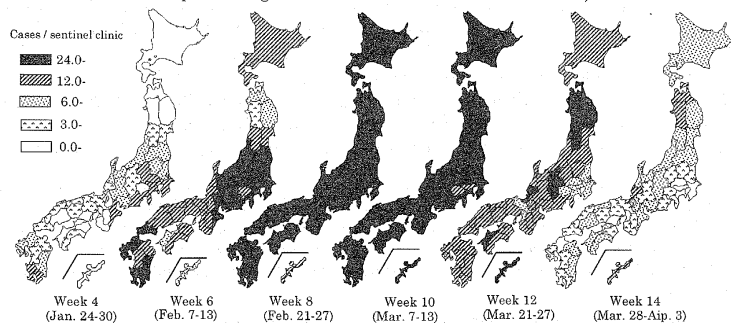 Cases / sentinel clinic
24.0-
12.0-
6.0-
3.0-
0.0-
Week 4
(Jan. 24-30)
Week 6
(Feb. 7-13)
Week 8
(Feb. 21-27)
Week 10
(Mar. 7-13)
Week 12
(Mar. 21-27)
Week 14
(Mar. 28-Aip. 3)